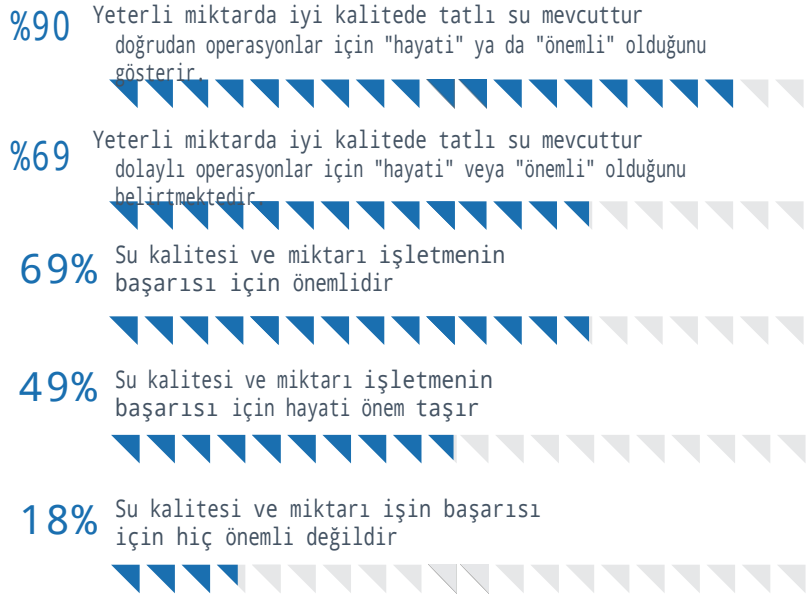 %90 Yeterli miktarda iyi kalitede tatlı su mevcuttur
doğrudan operasyonlar için "hayati" ya da "önemli" olduğunu
gösterir.
%69 Yeterli miktarda iyi kalitede tatlı su mevcuttur
dolaylı operasyonlar için "hayati" veya "önemli" olduğunu
belirtmektedir.
69% Su kalitesi ve miktarı işletmenin
başarısı için önemlidir
49% Su kalitesi ve miktarı işletmenin
başarısı için hayati önem taşır
18% Su kalitesi ve miktarı işin başarısı
için hiç önemli değildir